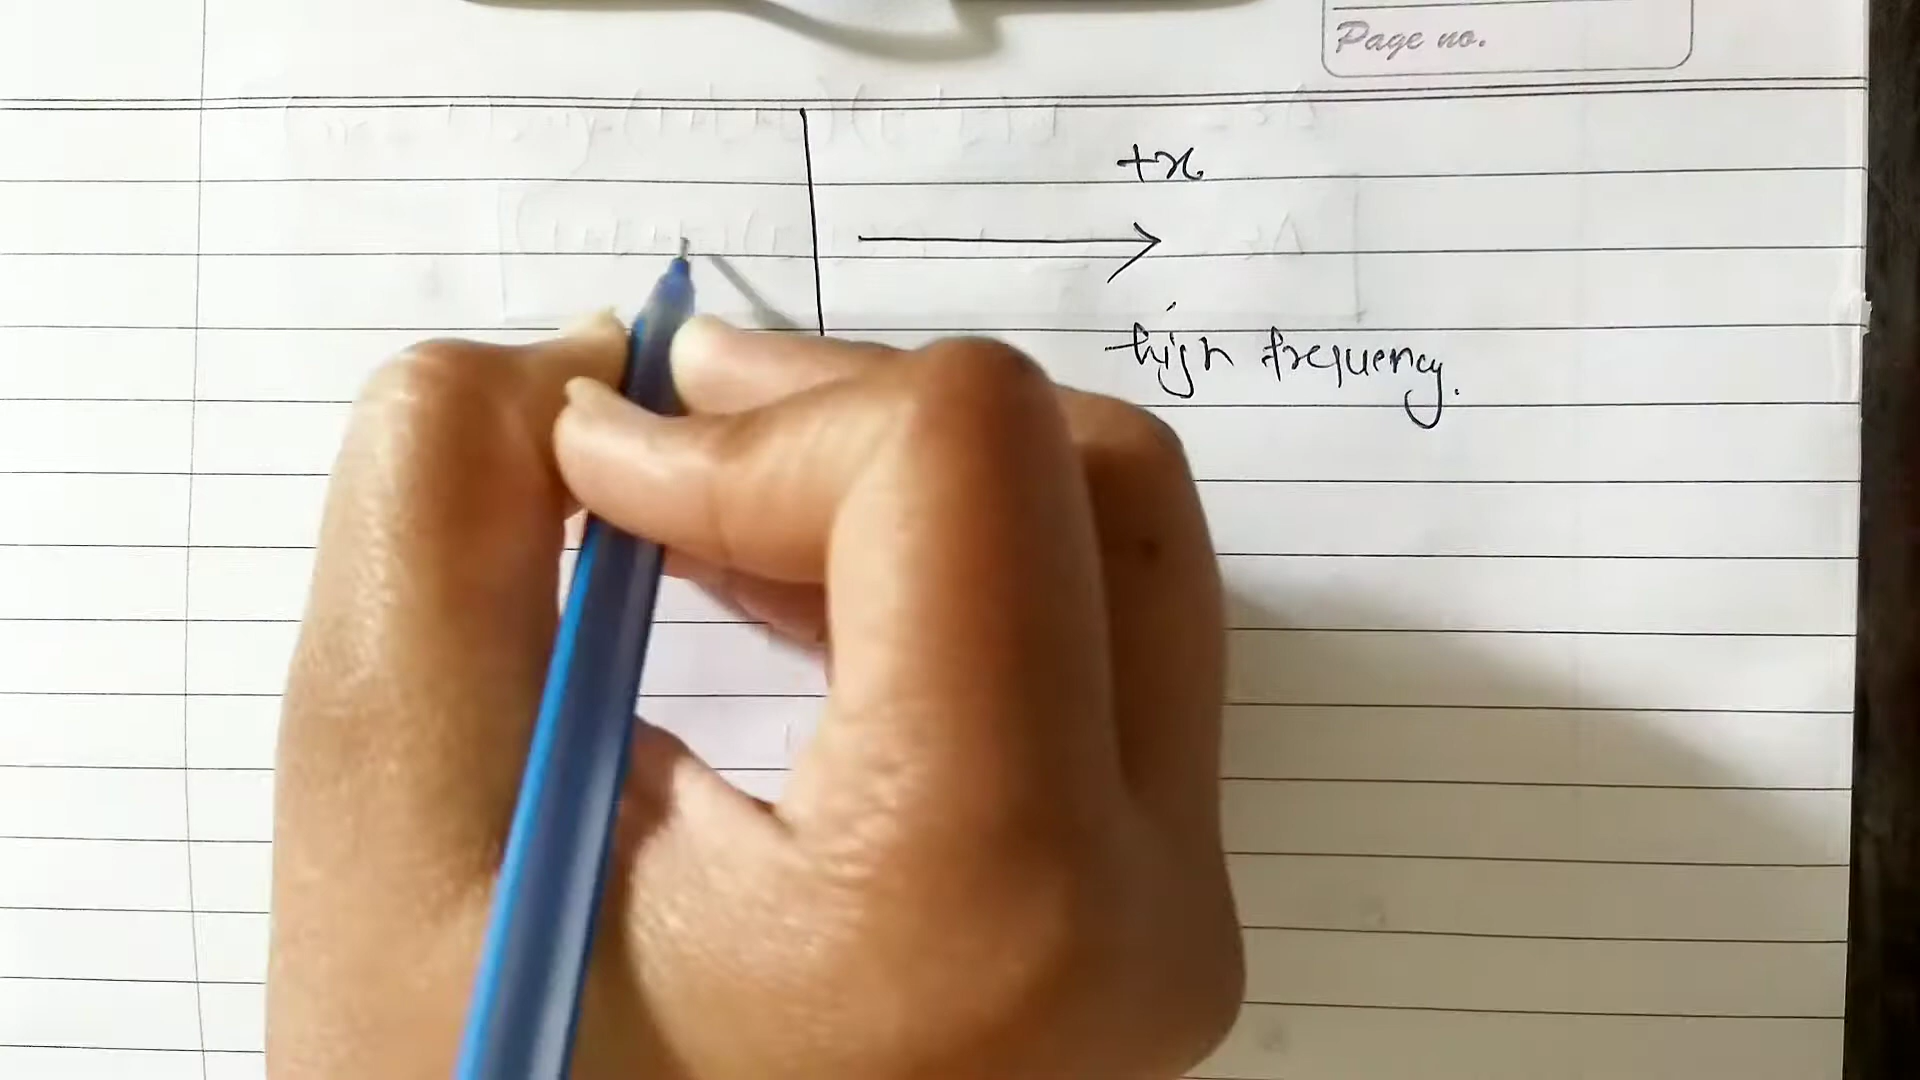 Page no.
+x
high frequency.